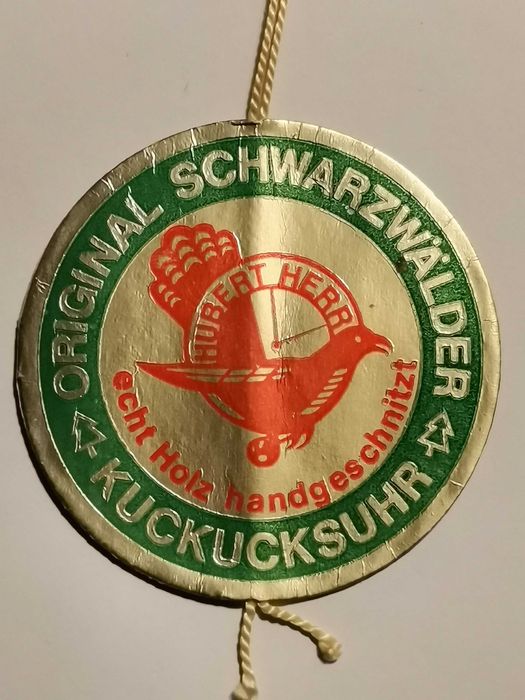 ORIGINAL SCHWARZWÄLDER
KUCKUCKSUHR
HUBERT HERR
echt Holz handgeschnitzt